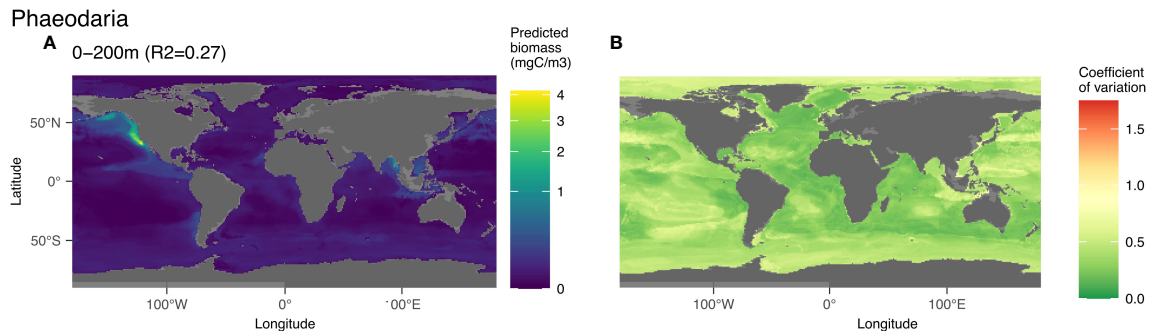 Phaeodaria
A
0−200m (R2=0.27)
Predicted
biomass
(mgC/m3)
4
3
2
1
0
50°N
0°
50°S
Latitude
100°W
0°
00°E
Longitude
B
Coefficient
of variation
1.5
1.0
0.5
0.0
100°W
0°
100°E
Longitude